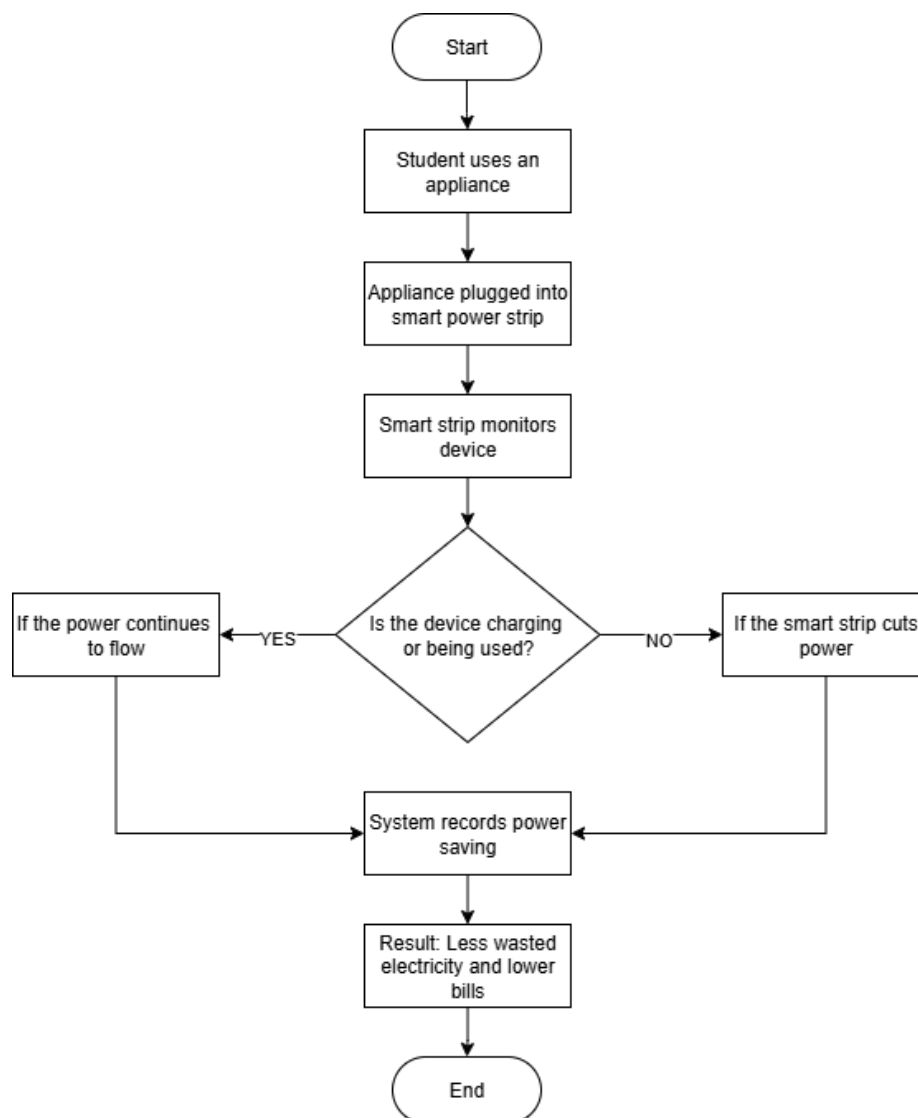 Start
Student uses an
appliance
Appliance plugged into
smart power strip
Smart strip monitors
device
Is the device charging
or being used?
YES
If the power continues
to flow
NO
If the smart strip cuts
power
System records power
saving
Result: Less wasted
electricity and lower
bills
End